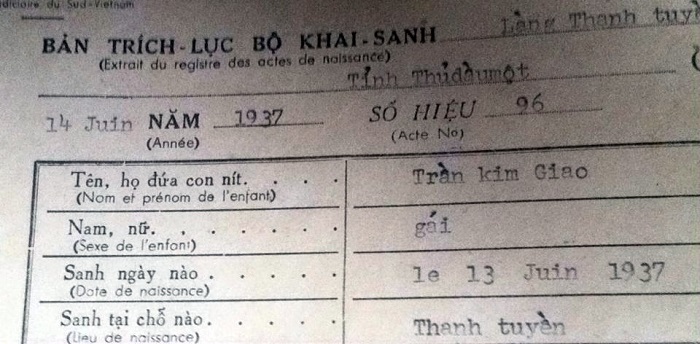 du Sud-Vietnam
BẢN TRÍCH-LỤC BỘ KHAI-SANH Làng Thanh
(Extrait du registre des actes de naissance)
Tỉnh Thủdầumột
14 Juin NĂM 1937 SỐ HIỆU 96
(Année) (Acte No)
Tên, họ đứa con nít. . . . Trần kim Giao
(Nom et prénom de l'enfant)
Nam, nữ. . . . . . . . gái
(Sexe de l'enfant)
Sanh ngày nào . . . . . le 13 Juin 1937
(Date de naissance)
Sanh tại chỗ nào . . . . . Thanh tuyền
(Lieu de naissance)